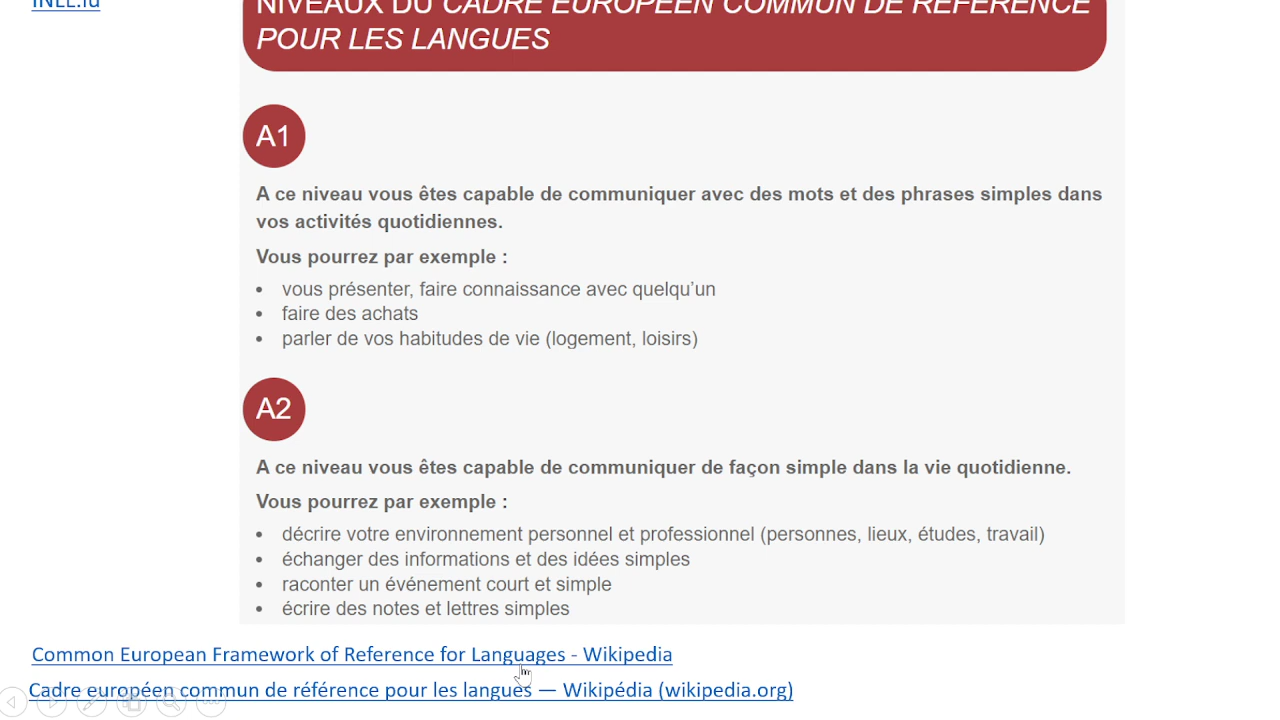 INLL.lu
NIVEAUX DU CADRE EUROPÉEN COMMUN DE RÉFÉRENCE
POUR LES LANGUES
A1
A ce niveau vous êtes capable de communiquer avec des mots et des phrases simples dans
vos activités quotidiennes.
Vous pourrez par exemple :
• vous présenter, faire connaissance avec quelqu’un
• faire des achats
• parler de vos habitudes de vie (logement, loisirs)
A2
A ce niveau vous êtes capable de communiquer de façon simple dans la vie quotidienne.
Vous pourrez par exemple :
• décrire votre environnement personnel et professionnel (personnes, lieux, études, travail)
• échanger des informations et des idées simples
• raconter un événement court et simple
• écrire des notes et lettres simples
Common European Framework of Reference for Languages - Wikipedia
Cadre européen commun de référence pour les langues — Wikipédia (wikipedia.org)